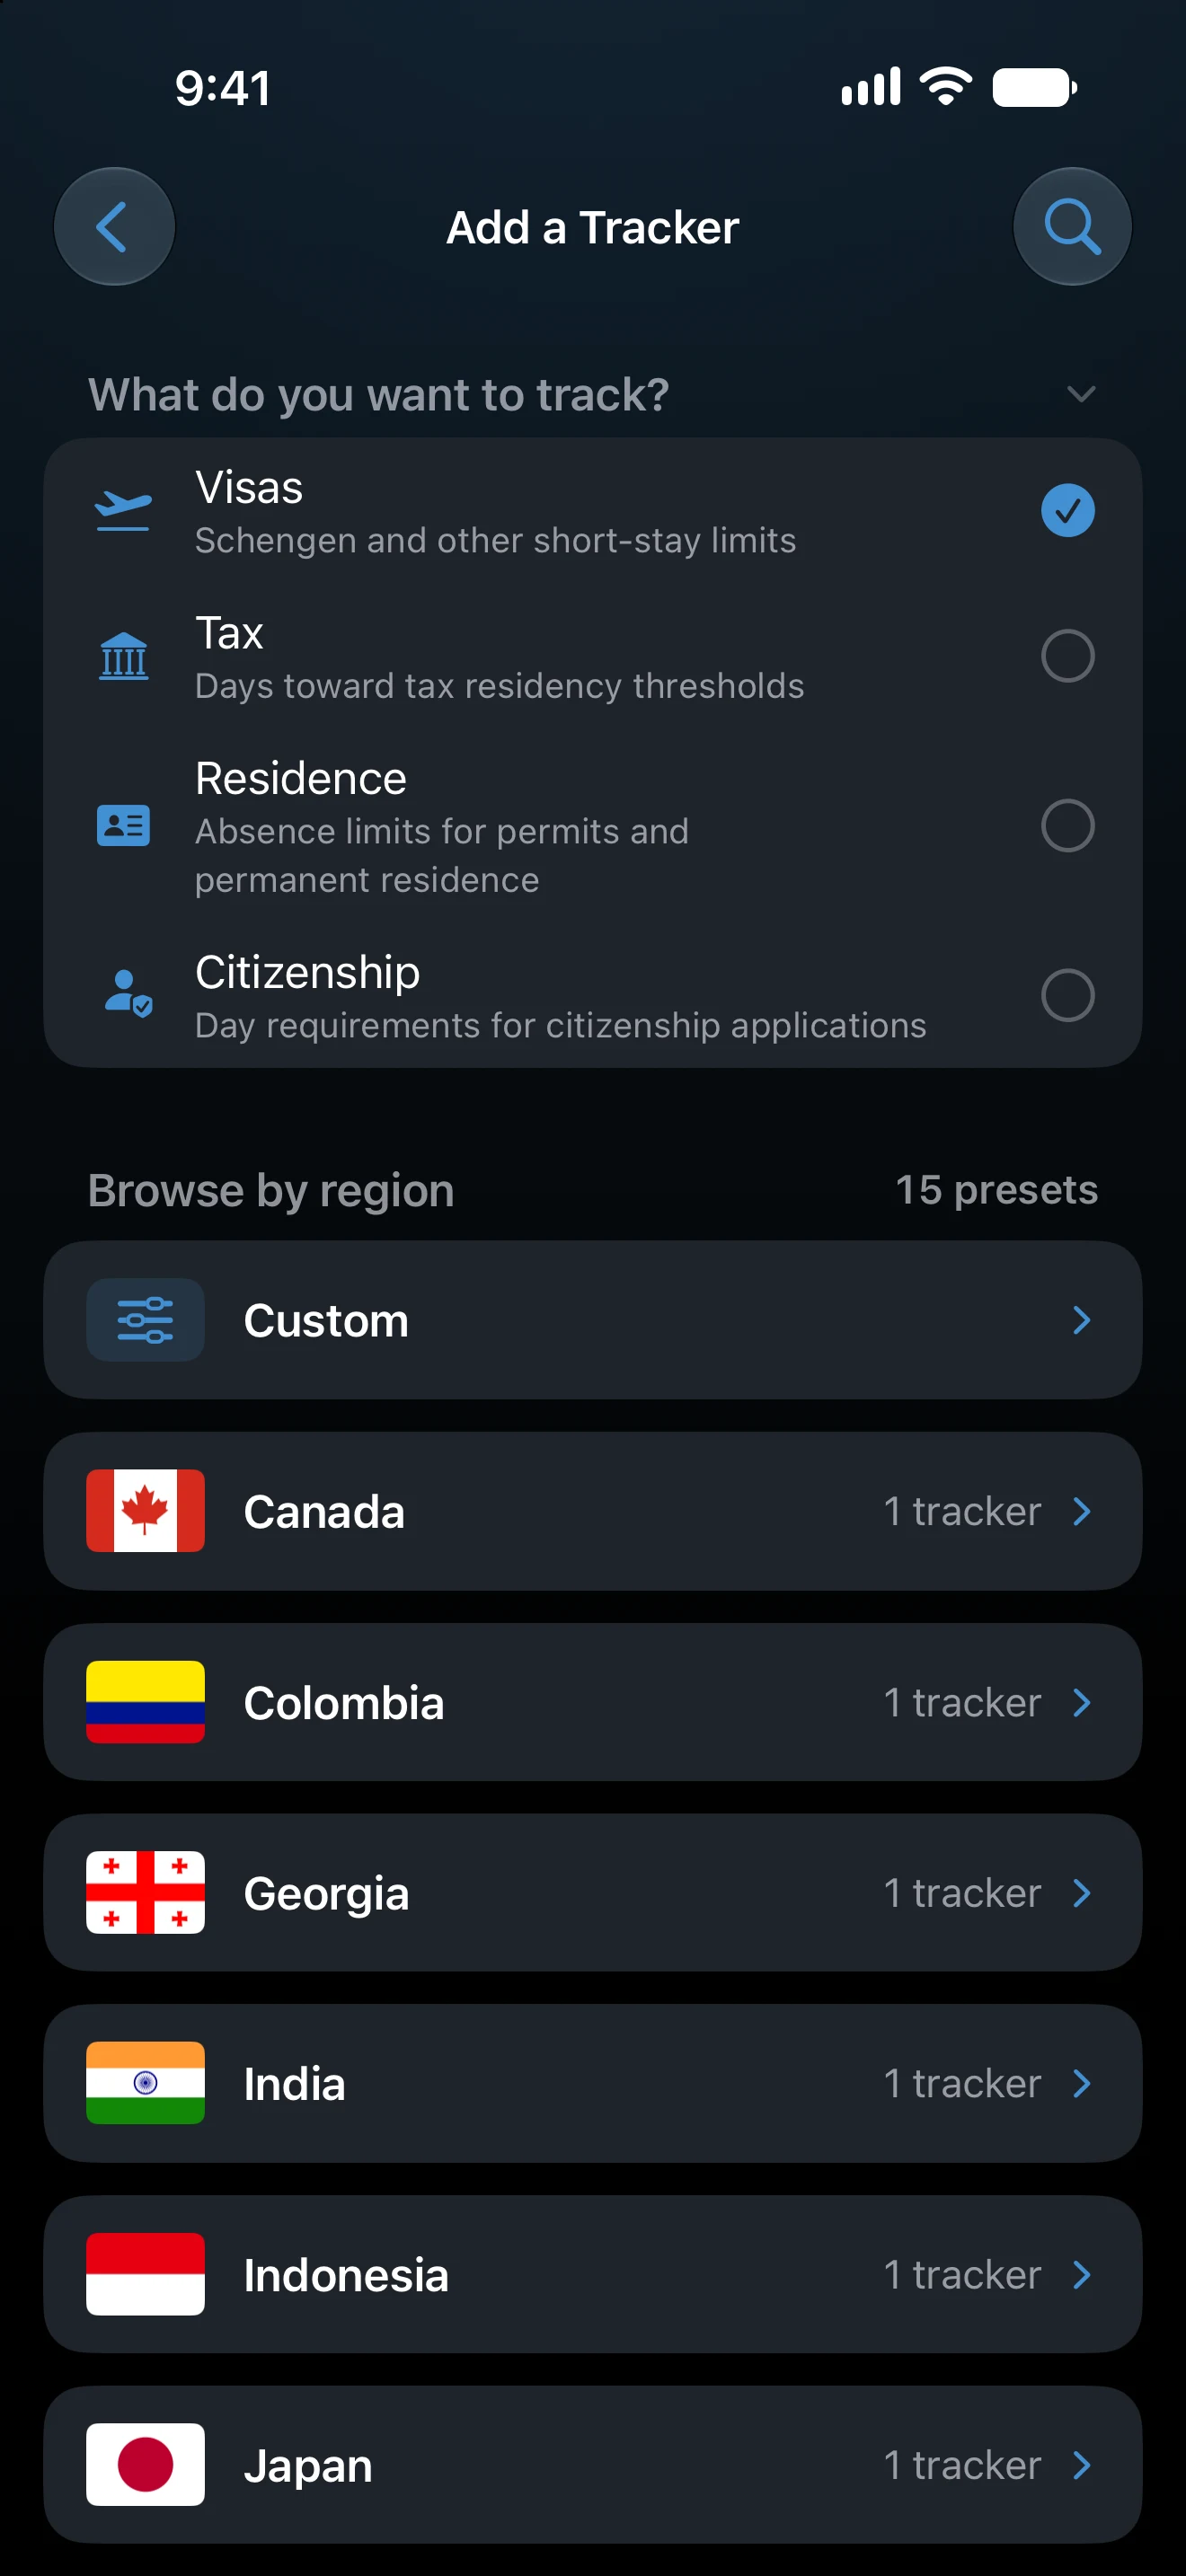 9:41
Add a Tracker
What do you want to track?
Visas
Schengen and other short-stay limits
Tax
Days toward tax residency thresholds
Residence
Absence limits for permits and
permanent residence
Citizenship
Day requirements for citizenship applications
Browse by region 15 presets
Custom
Canada 1 tracker
Colombia 1 tracker
Georgia 1 tracker
India 1 tracker
Indonesia 1 tracker
Japan 1 tracker